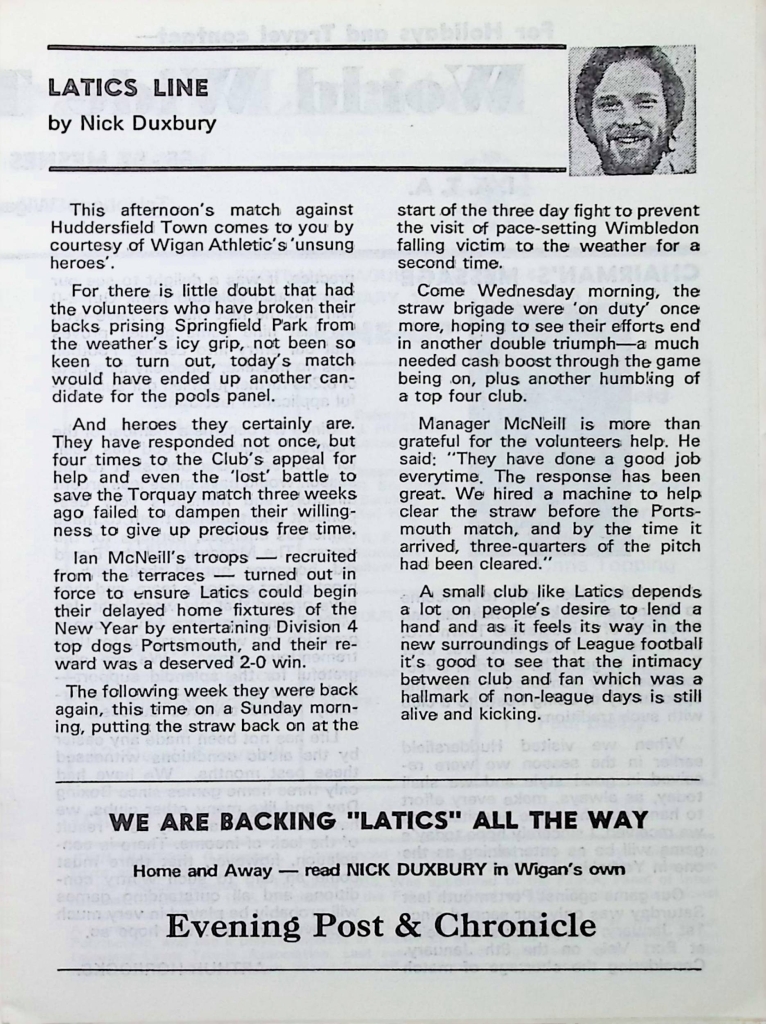 LATICS LINE
by Nick Duxbury
This afternoon's match against
Huddersfield Town comes to you by
courtesy of Wigan Athletic's 'unsung
heroes'.
For there is little doubt that had
the volunteers who have broken their
backs prising Springfield Park from
the weather's icy grip, not been so
keen to turn out, today's match
would have ended up another can-
didate for the pools panel.
And heroes they certainly are.
They have responded not once, but
four times to the Club's appeal for
help and even the 'lost' battle to
save the Torquay match three weeks
ago failed to dampen their willing-
ness to give up precious free time.
Ian McNeill's troops — recruited
from the terraces — turned out in
force to ensure Latics could begin
their delayed home fixtures of the
New Year by entertaining Division 4
top dogs Portsmouth, and their re-
ward was a deserved 2-0 win.
The following week they were back
again, this time on a Sunday morn-
ing, putting the straw back on at the
start of the three day fight to prevent
the visit of pace-setting Wimbledon
falling victim to the weather for a
second time.
Come Wednesday morning, the
straw brigade were 'on duty' once
more, hoping to see their efforts end
in another double triumph—a much
needed cash boost through the game
being on, plus another humbling of
a top four club.
Manager McNeill is more than
grateful for the volunteers help. He
said: "They have done a good job
everytime. The response has been
great. We hired a machine to help
clear the straw before the Ports-
mouth match, and by the time it
arrived, three-quarters of the pitch
had been cleared."
A small club like Latics depends
a lot on people's desire to lend a
hand and as it feels its way in the
new surroundings of League football
it's good to see that the intimacy
between club and fan which was a
hallmark of non-league days is still
alive and kicking.
WE ARE BACKING "LATICS" ALL THE WAY
Home and Away — read NICK DUXBURY in Wigan's own
Evening Post & Chronicle